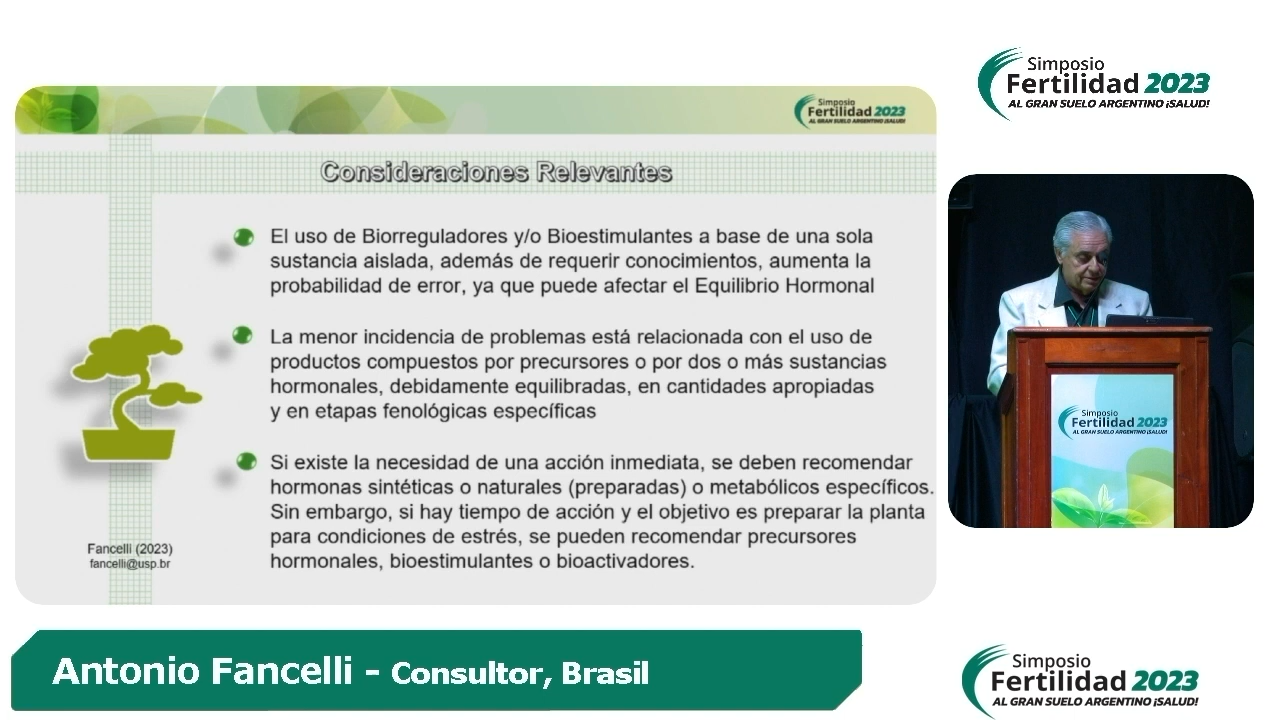 Simposio
Fertilidad 2023
AL GRAN SUELO ARGENTINO ¡SALUD!
Simposio
Fertilidad 2023
AL GRAN SUELO ARGENTINO ¡SALUD!
Consideraciones Relevantes
El uso de Biorreguladores y/o Bioestimulantes a base de una sola
sustancia aislada, además de requerir conocimientos, aumenta la
probabilidad de error, ya que puede afectar el Equilibrio Hormonal
La menor incidencia de problemas está relacionada con el uso de
productos compuestos por precursores o por dos o más sustancias
hormonales, debidamente equilibradas, en cantidades apropiadas
y en etapas fenológicas específicas
Si existe la necesidad de una acción inmediata, se deben recomendar
hormonas sintéticas o naturales (preparadas) o metabólicos específicos.
Sin embargo, si hay tiempo de acción y el objetivo es preparar la planta
para condiciones de estrés, se pueden recomendar precursores
hormonales, bioestimulantes o bioactivadores.
Fancelli (2023)
fancelli@usp.br
Simposio
Fertilidad 2023
AL GRAN SUELO ARGENTINO ¡SALUD!
Antonio Fancelli - Consultor, Brasil
Simposio
Fertilidad 2023
AL GRAN SUELO ARGENTINO ¡SALUD!